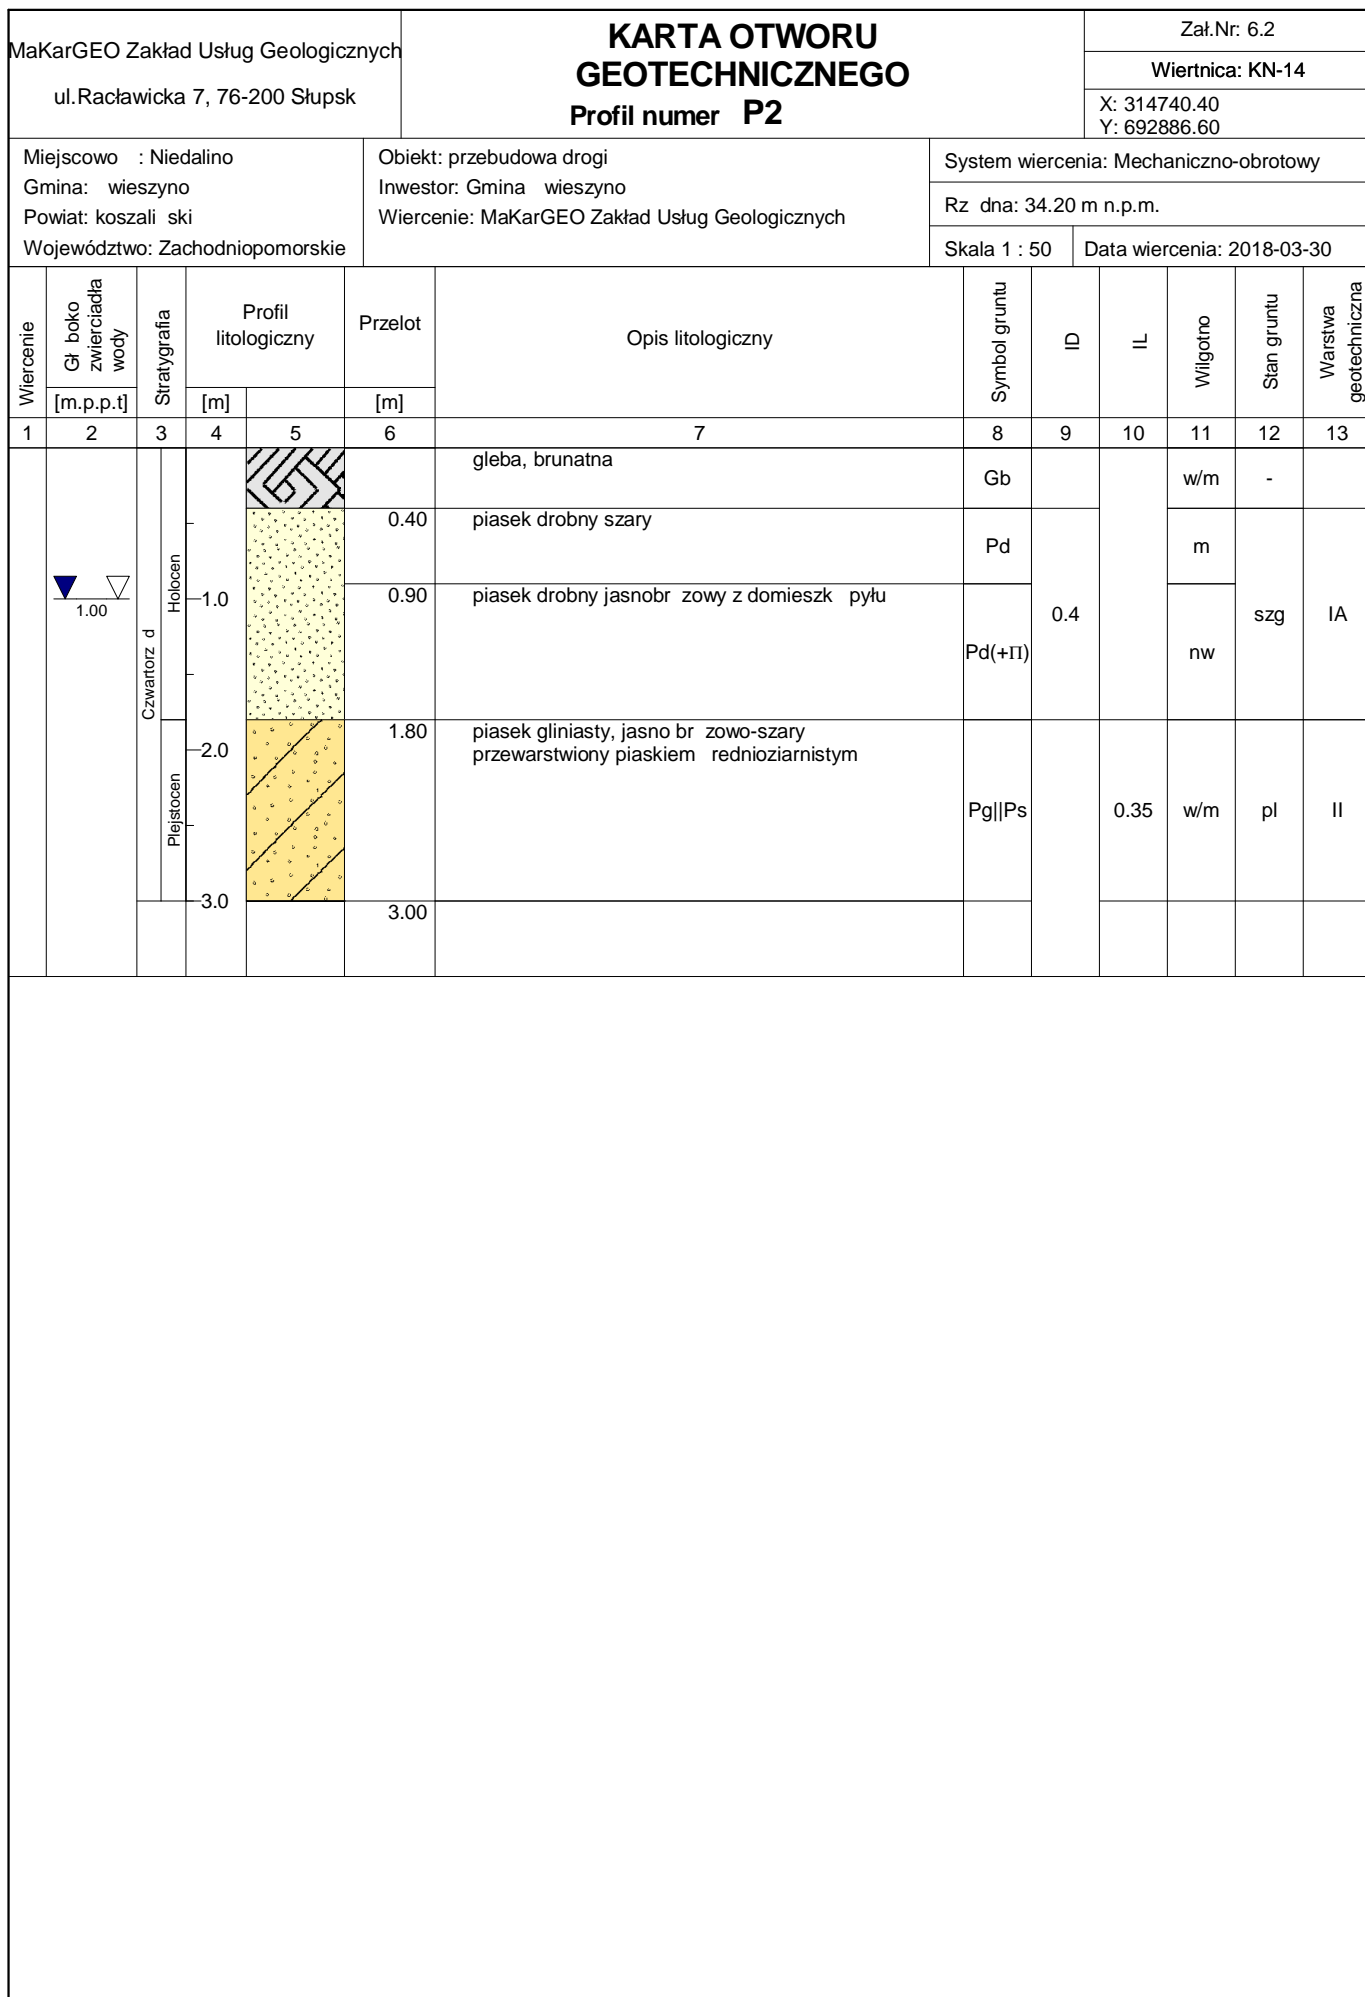 MaKarGEO Zakład Usług Geologicznych
ul.Racławicka 7, 76-200 Słupsk
KARTA OTWORU
GEOTECHNICZNEGO
Profil numer P2
Zał.Nr: 6.2
Wiertnica: KN-14
X: 314740.40
Y: 692886.60
Miejscowo : Niedalino
Gmina: wieszyno
Powiat: koszali ski
Województwo: Zachodniopomorskie
Obiekt: przebudowa drogi
Inwestor: Gmina wieszyno
Wiercenie: MaKarGEO Zakład Usług Geologicznych
System wiercenia: Mechaniczno-obrotowy
Rz dna: 34.20 m n.p.m.
Skala 1 : 50
Data wiercenia: 2018-03-30
Wiercenie
Gł boko
zwierciadła
wody
[m.p.p.t]
Stratygrafia
Profil
litologiczny
[m]
Przelot
[m]
Opis litologiczny
Symbol gruntu
ID
IL
Wilgotno
Stan gruntu
Warstwa
geotechniczna
1 2 3 4 5 6 7 8 9 10 11 12 13
gleba, brunatna
Gb
w/m
-
0.40
piasek drobny szary
Pd
m
Holocen
1.00
1.0
0.90
piasek drobny jasnobr zowy z domieszk pyłu
Pd(+Π)
0.4
nw
szg
IA
Czwartorz d
1.80
piasek gliniasty, jasno br zowo-szary
przewarstwiony piaskiem rednioziarnistym
2.0
Plejstocen
Pg||Ps
0.35
w/m
pl
II
3.0
3.00